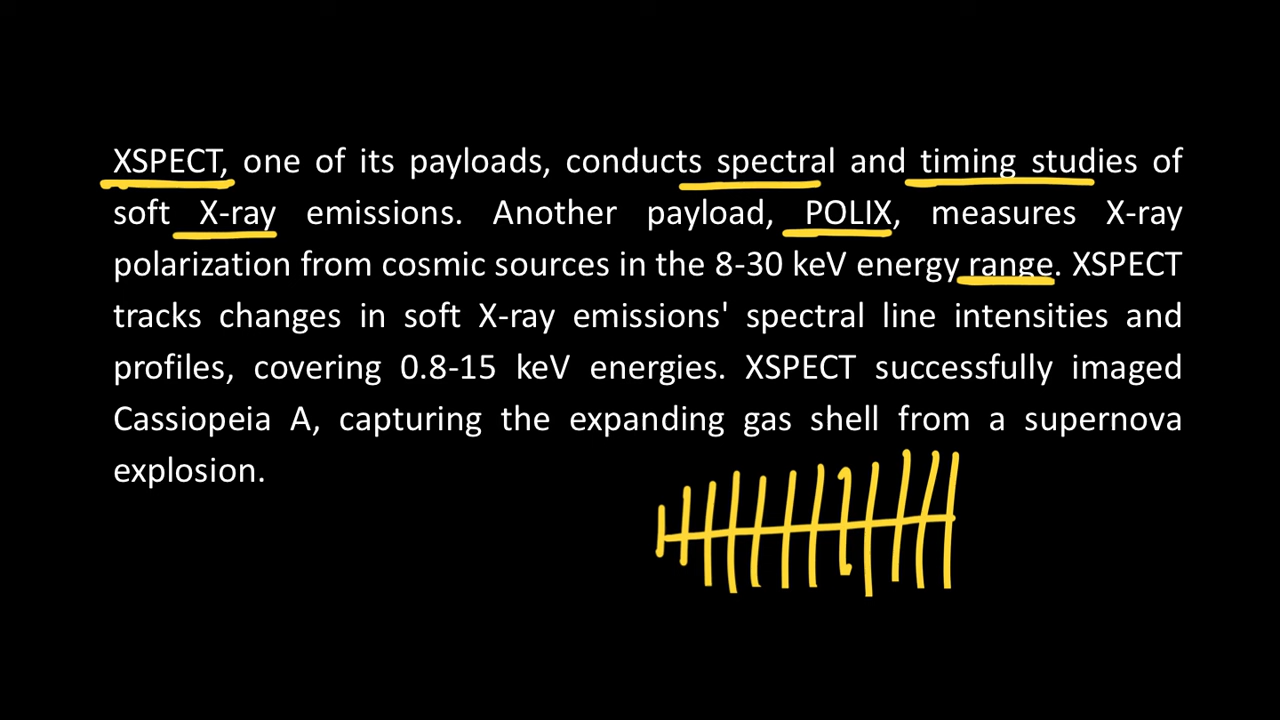 XSPECT, one of its payloads, conducts spectral and timing studies of
soft X-ray emissions. Another payload, POLIX, measures X-ray
polarization from cosmic sources in the 8-30 keV energy range. XSPECT
tracks changes in soft X-ray emissions' spectral line intensities and
profiles, covering 0.8-15 keV energies. XSPECT successfully imaged
Cassiopeia A, capturing the expanding gas shell from a supernova
explosion.